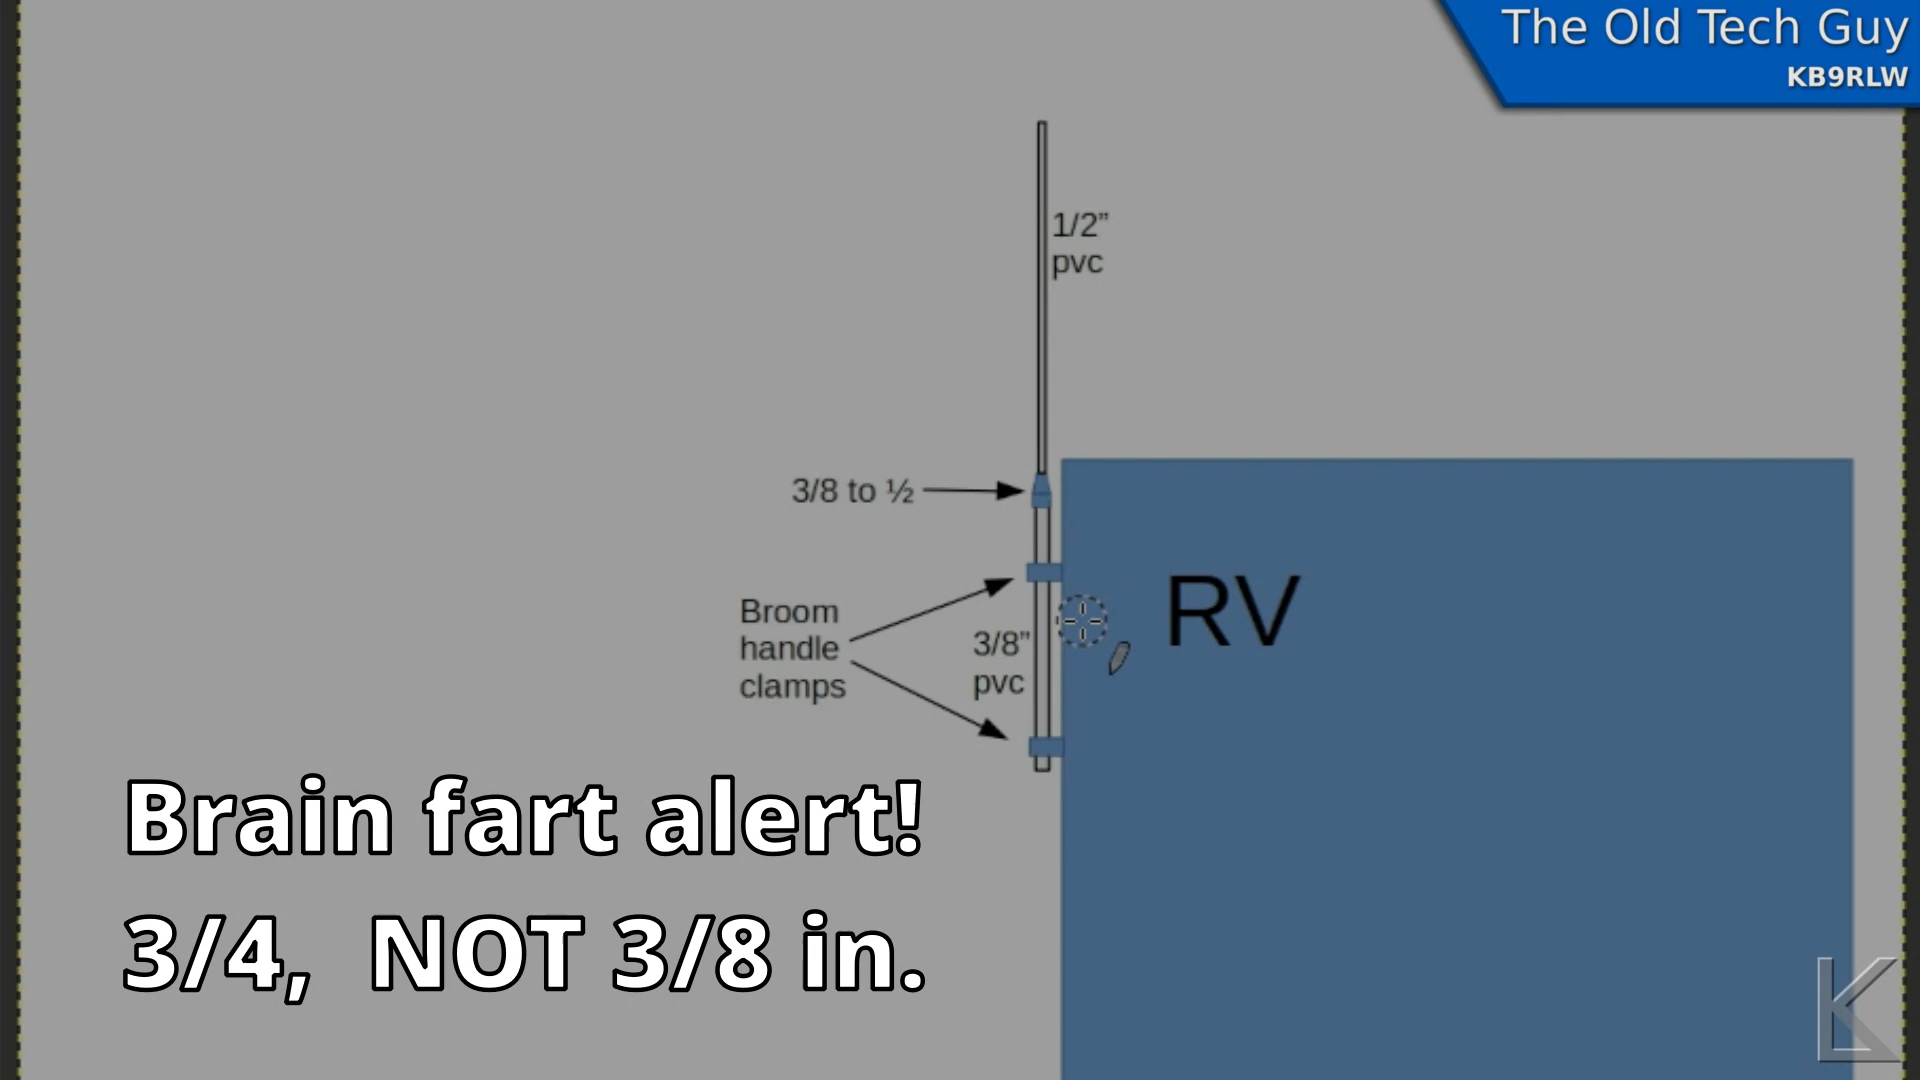 The Old Tech Guy
KB9RLW
1/2”
pvc
3/8 to ½
Broom
handle
clamps
3/8”
pvc
RV
Brain fart alert!
3/4,  NOT 3/8 in.